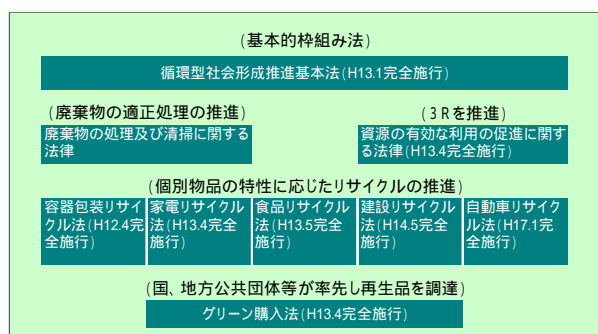 (基本的枠組み法)
循環型社会形成推進基本法(H13.1完全施行)
(廃棄物の適正処理の推進)
廃棄物の処理及び清掃に関する
法律
(3Rを推進)
資源の有効な利用の促進に関す
る法律(H13.4完全施行)
(個別物品の特性に応じたリサイクルの推進)
容器包装リサイ
クル法(H12.4完
全施行)
家電リサイクル
法(H13.4完全
施行)
食品リサイクル
法(H13.5完全
施行)
建設リサイクル
法(H14.5完全
施行)
自動車リサイク
ル法(H17.1完
全施行)
(国、地方公共団体等が率先し再生品を調達)
グリーン購入法(H13.4完全施行)